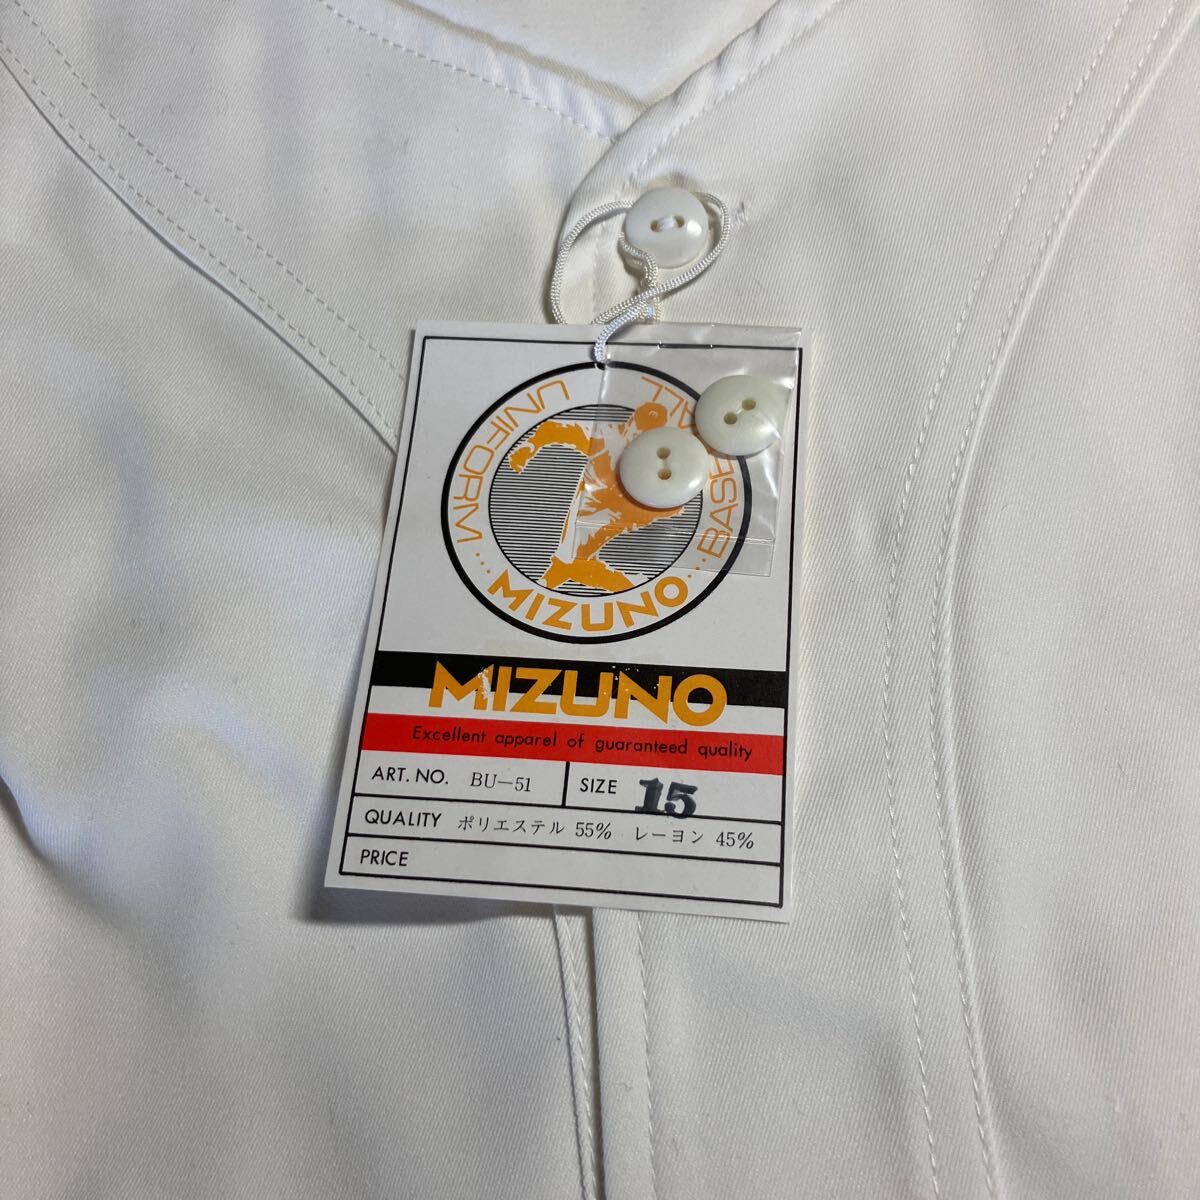 UNIFORM.... MIZUNO ....BASEBALL
MIZUNO
Excellent apparel of guaranteed quality
ART. NO. BU-51 SIZE 15
QUALITY ポリエステル 55% レーヨン 45%
PRICE